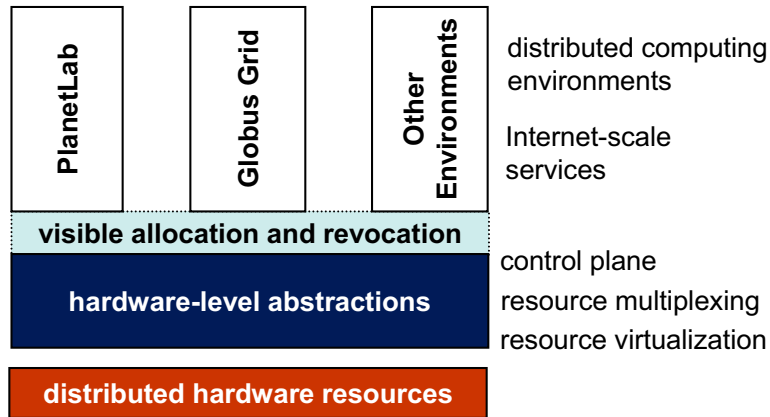 PlanetLab
Globus Grid
Other
Environments
distributed computing
environments
Internet-scale
services
visible allocation and revocation
control plane
hardware-level abstractions
resource multiplexing
resource virtualization
distributed hardware resources